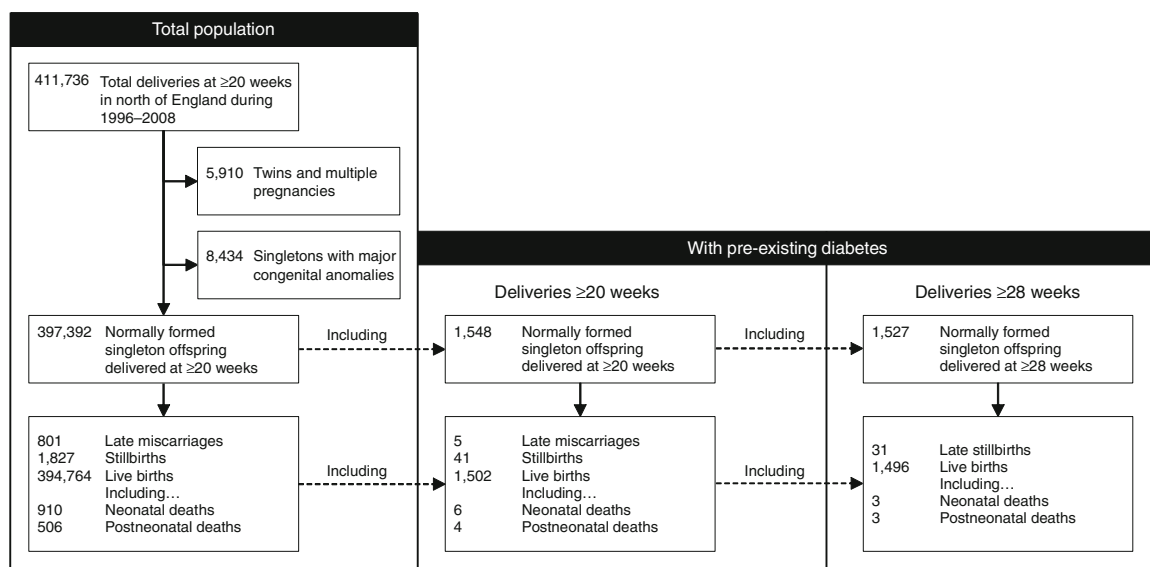 Total population
411,736 Total deliveries at ≥20 weeks
in north of England during
1996–2008
5,910 Twins and multiple
pregnancies
8,434 Singletons with major
congenital anomalies
397,392 Normally formed
singleton offspring
delivered at ≥20 weeks
801 Late miscarriages
1,827 Stillbirths
394,764 Live births
Including...
910 Neonatal deaths
506 Postneonatal deaths
Including
Including
With pre-existing diabetes
Deliveries ≥20 weeks
1,548 Normally formed
singleton offspring
delivered at ≥20 weeks
5 Late miscarriages
41 Stillbirths
1,502 Live births
Including...
6 Neonatal deaths
4 Postneonatal deaths
Including
Including
Deliveries ≥28 weeks
1,527 Normally formed
singleton offspring
delivered at ≥28 weeks
31 Late stillbirths
1,496 Live births
Including...
3 Neonatal deaths
3 Postneonatal deaths